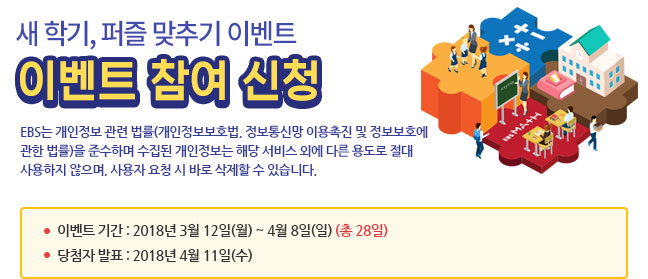 새 학기, 퍼즐 맞추기 이벤트
이벤트 참여 신청
EBS는 개인정보 관련 법률(개인정보보호법, 정보통신망 이용촉진 및 정보보호에
관한 법률)을 준수하며 수집된 개인정보는 해당 서비스 외에 다른 용도로 절대
사용하지 않으며, 사용자 요청 시 바로 삭제할 수 있습니다.
EBS MATH
• 이벤트 기간 : 2018년 3월 12일(월) ~ 4월 8일(일) (총 28일)
• 당첨자 발표 : 2018년 4월 11일(수)